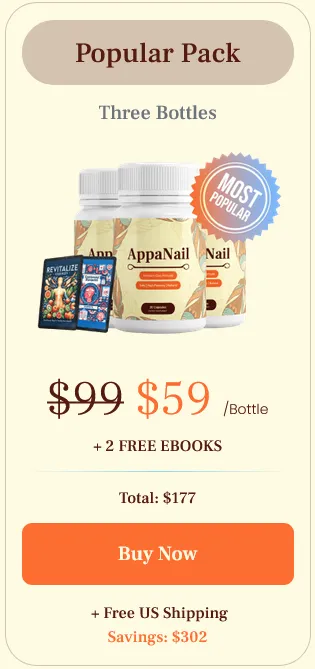 Popular Pack
Three Bottles
MOST
POPULAR
AppaNail
Nail
REVITALIZE
$99 $59 /Bottle
+ 2 FREE EBOOKS
Total: $177
Buy Now
+ Free US Shipping
Savings: $302